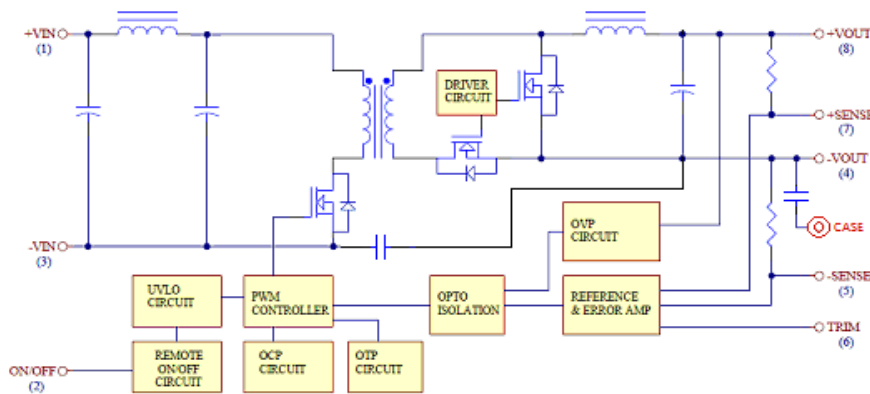 +VIN
(1)
+VOUT
(8)
DRIVER
CIRCUIT
+SENSE
(7)
-VOUT
(4)
CASE
-VIN
(3)
OVP
CIRCUIT
-SENSE
(5)
UVLO
CIRCUIT
PWM
CONTROLLER
OPTO
ISOLATION
REFERENCE
& ERROR AMP
TRIM
(6)
ON/OFF
(2)
REMOTE
ON/OFF
CIRCUIT
OCP
CIRCUIT
OTP
CIRCUIT